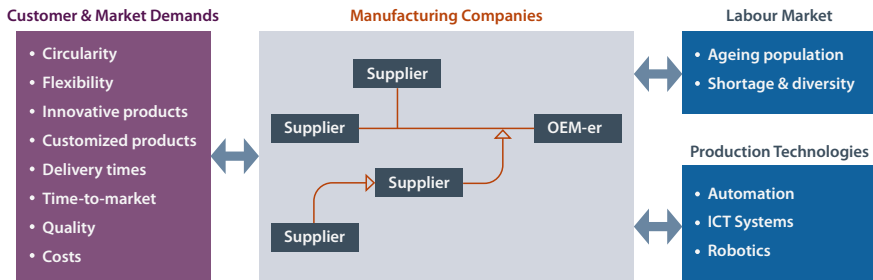 Customer & Market Demands
• Circularity
• Flexibility
• Innovative products
• Customized products
• Delivery times
• Time-to-market
• Quality
• Costs
Manufacturing Companies
Supplier
Supplier
OEM-er
Supplier
Supplier
Labour Market
• Ageing population
• Shortage & diversity
Production Technologies
• Automation
• ICT Systems
• Robotics